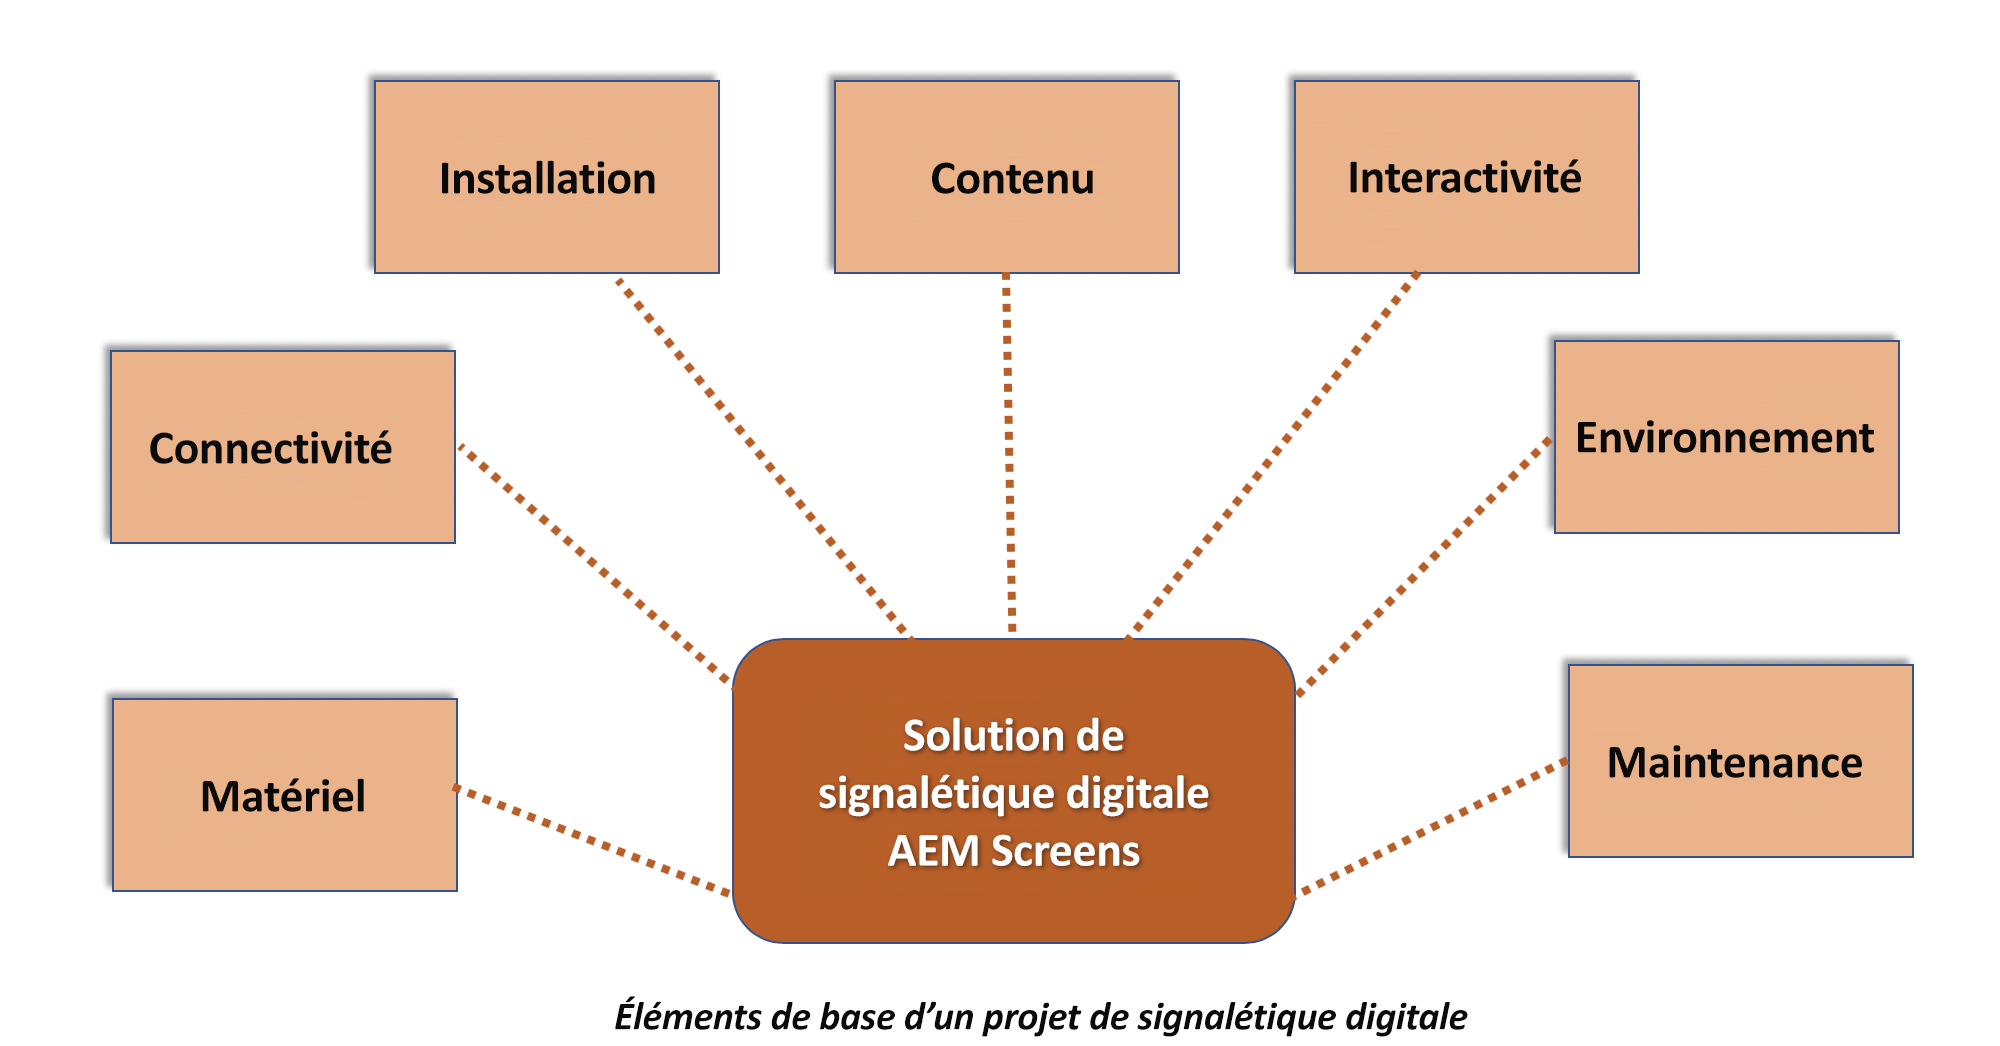 Installation
Contenu
Interactivité
Connectivité
Environnement
Matériel
Solution de
signalétique digitale
AEM Screens
Maintenance
Éléments de base d’un projet de signalétique digitale